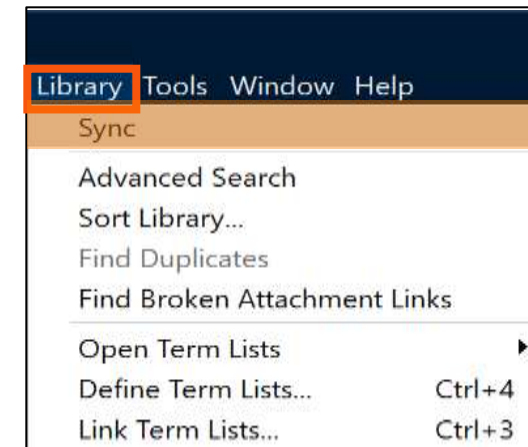 Library Tools Window Help
Sync
Advanced Search
Sort Library...
Find Duplicates
Find Broken Attachment Links
Open Term Lists
Define Term Lists... Ctrl+4
Link Term Lists... Ctrl+3